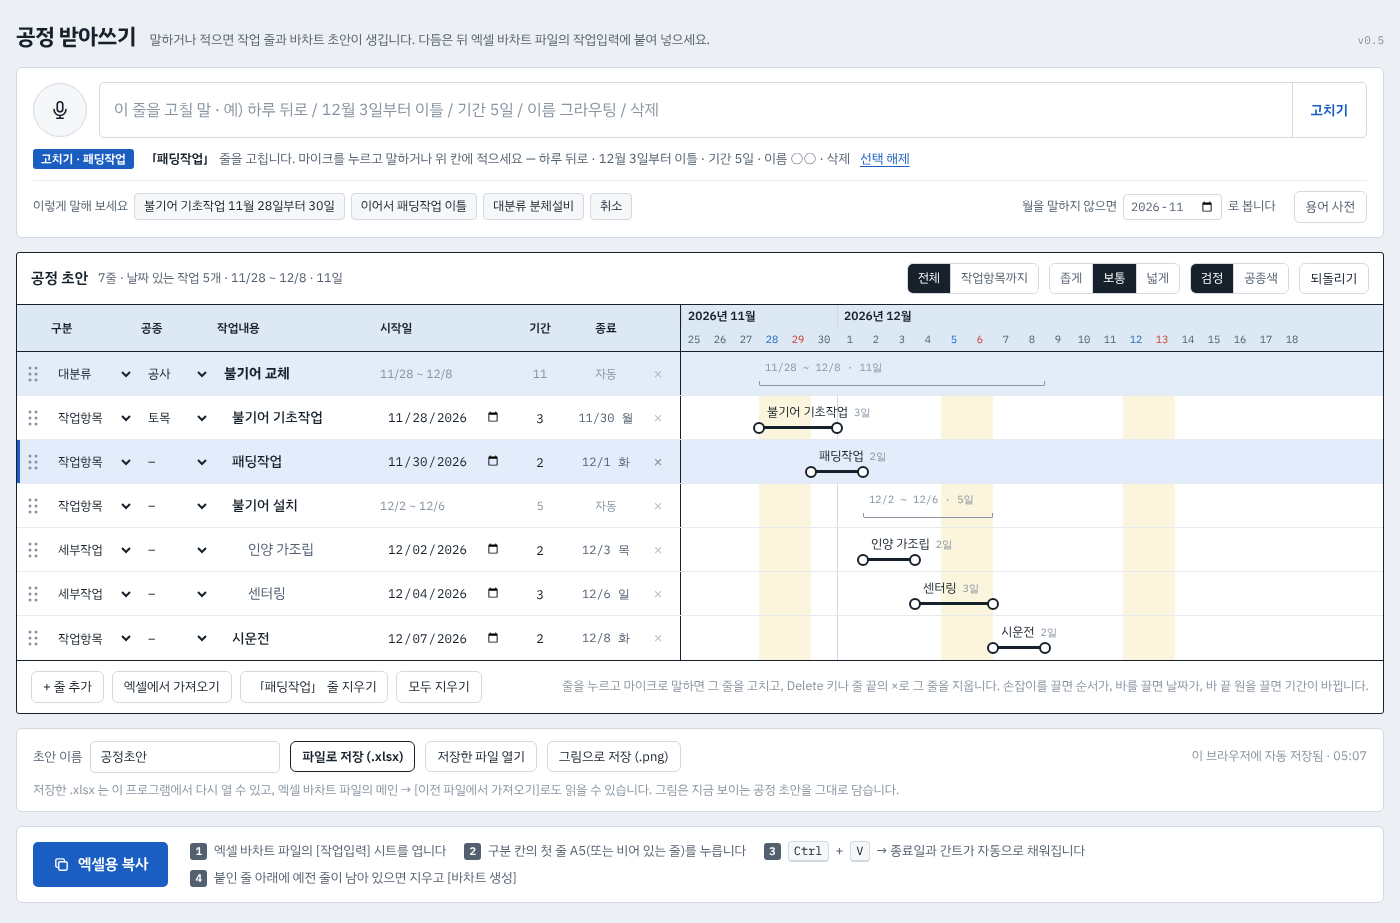 공정 받아쓰기 말하거나 적으면 작업 줄과 바차트 초안이 생깁니다. 다듬은 뒤 엑셀 바차트 파일의 작업입력에 붙여 넣으세요. v0.5
이 줄을 고칠 말 · 예) 하루 뒤로 / 12월 3일부터 이틀 / 기간 5일 / 이름 그라우팅 / 삭제 고치기
고치기 · 패딩작업 「패딩작업」 줄을 고칩니다. 마이크를 누르고 말하거나 위 칸에 적으세요 — 하루 뒤로 · 12월 3일부터 이틀 · 기간 5일 · 이름 ○○ · 삭제 선택 해제
이렇게 말해 보세요 불기어 기초작업 11월 28일부터 30일 이어서 패딩작업 이틀 대분류 분체설비 취소 월을 말하지 않으면 2026-11 로 봅니다 용어 사전
공정 초안 7줄 · 날짜 있는 작업 5개 · 11/28 ~ 12/8 · 11일 전체 작업항목까지 좁게 보통 넓게 검정 공종색 되돌리기
구분 공종 작업내용 시작일 기간 종료 2026년 11월 2026년 12월
25 26 27 28 29 30 1 2 3 4 5 6 7 8 9 10 11 12 13 14 15 16 17 18
대분류 공사 불기어 교체 11/28 ~ 12/8 11 자동 × 11/28 ~ 12/8 · 11일
작업항목 토목 불기어 기초작업 11/28/2026 3 11/30 월 × 불기어 기초작업 3일
작업항목 – 패딩작업 11/30/2026 2 12/1 화 × 패딩작업 2일
작업항목 – 불기어 설치 12/2 ~ 12/6 5 자동 × 12/2 ~ 12/6 · 5일
세부작업 – 인양 가조립 12/02/2026 2 12/3 목 × 인양 가조립 2일
세부작업 – 센터링 12/04/2026 3 12/6 일 × 센터링 3일
작업항목 – 시운전 12/07/2026 2 12/8 화 × 시운전 2일
+ 줄 추가 엑셀에서 가져오기 「패딩작업」 줄 지우기 모두 지우기 줄을 누르고 마이크로 말하면 그 줄을 고치고, Delete 키나 줄 끝의 ×로 그 줄을 지웁니다. 손잡이를 끌면 순서가, 바를 끌면 날짜가, 바 끝 원을 끌면 기간이 바뀝니다.
초안 이름 공정초안 파일로 저장 (.xlsx) 저장한 파일 열기 그림으로 저장 (.png) 이 브라우저에 자동 저장됨 · 05:07
저장한 .xlsx 는 이 프로그램에서 다시 열 수 있고, 엑셀 바차트 파일의 메인 → [이전 파일에서 가져오기]로도 읽을 수 있습니다. 그림은 지금 보이는 공정 초안을 그대로 담습니다.
엑셀용 복사 1 엑셀 바차트 파일의 [작업입력] 시트를 엽니다 2 구분 칸의 첫 줄 A5(또는 비어 있는 줄)를 누릅니다 3 Ctrl + V → 종료일과 간트가 자동으로 채워집니다
4 붙인 줄 아래에 예전 줄이 남아 있으면 지우고 [바차트 생성]